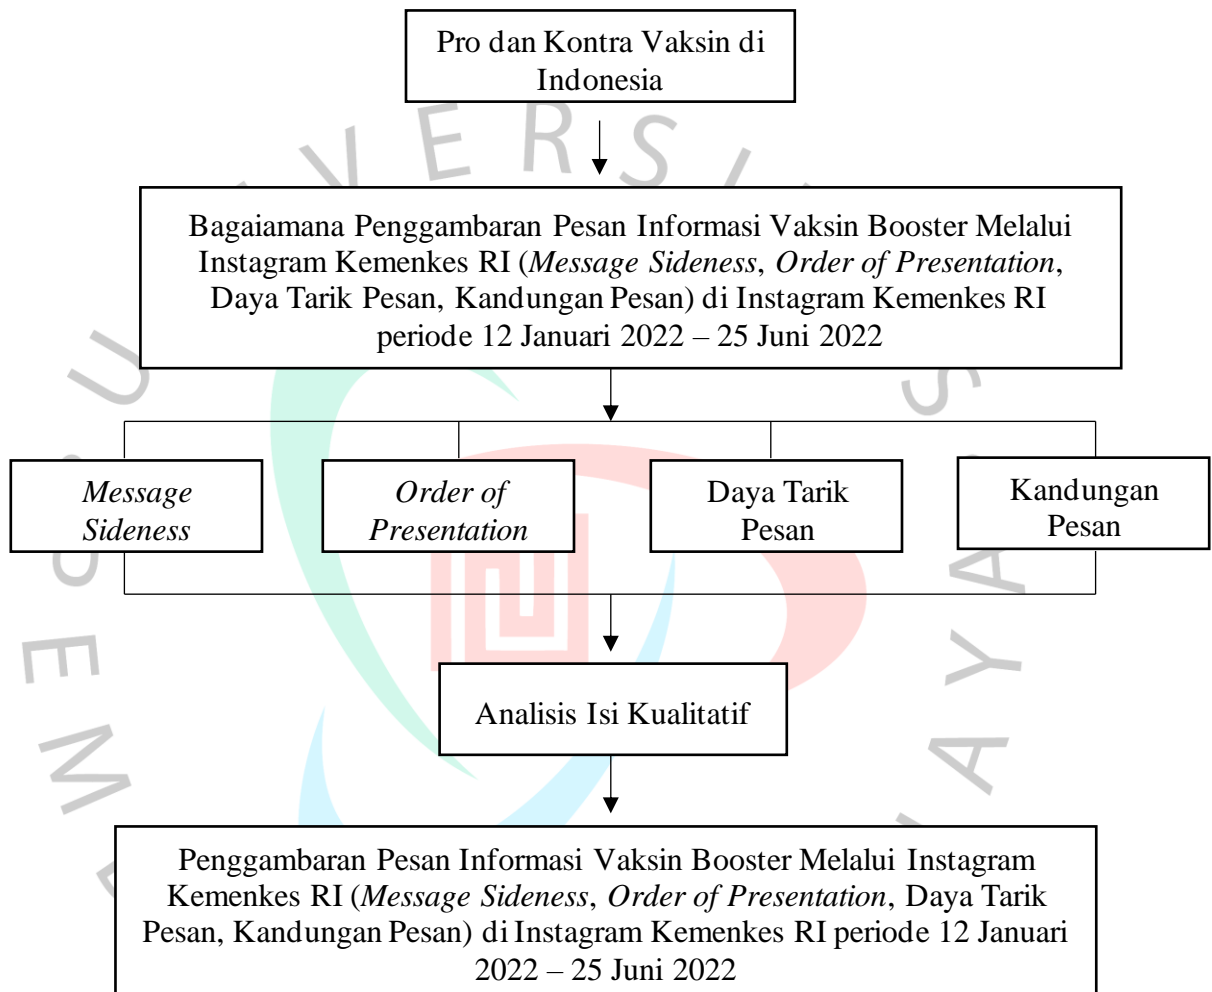 Pro dan Kontra Vaksin di
Indonesia
Bagaiamana Penggambaran Pesan Informasi Vaksin Booster Melalui
Instagram Kemenkes RI (Message Sideness, Order of Presentation,
Daya Tarik Pesan, Kandungan Pesan) di Instagram Kemenkes RI
periode 12 Januari 2022 – 25 Juni 2022
Message
Sideness
Order of
Presentation
Daya Tarik
Pesan
Kandungan
Pesan
Analisis Isi Kualitatif
Penggambaran Pesan Informasi Vaksin Booster Melalui Instagram
Kemenkes RI (Message Sideness, Order of Presentation, Daya Tarik
Pesan, Kandungan Pesan) di Instagram Kemenkes RI periode 12 Januari
2022 – 25 Juni 2022